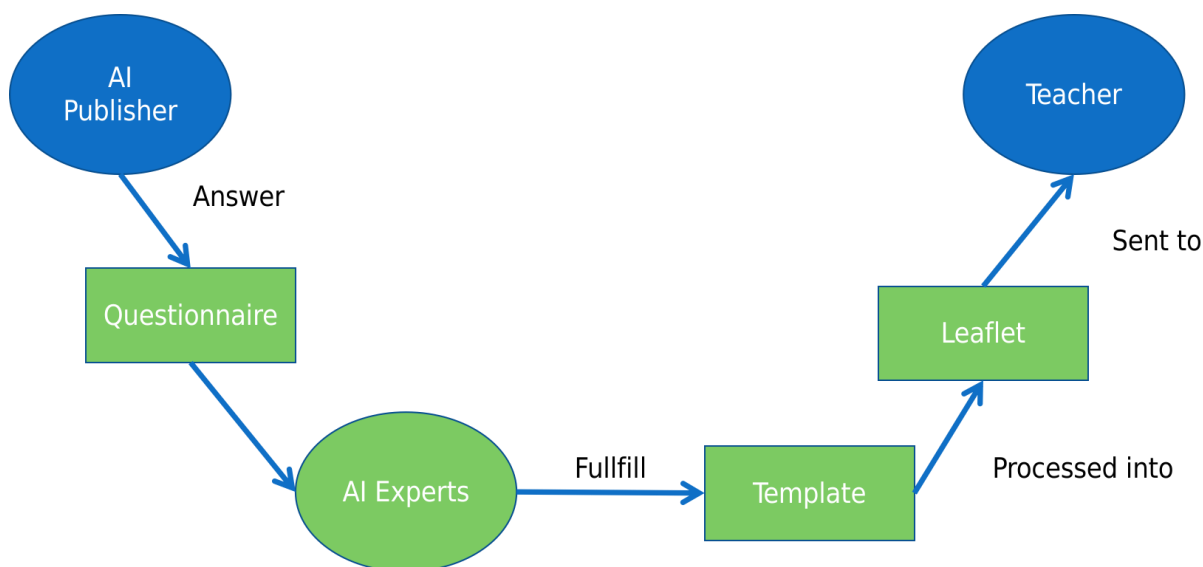 AI
Publisher
Teacher
Answer
Sent to
Questionnaire
Leaflet
Fullfill
Processed into
AI Experts
Template